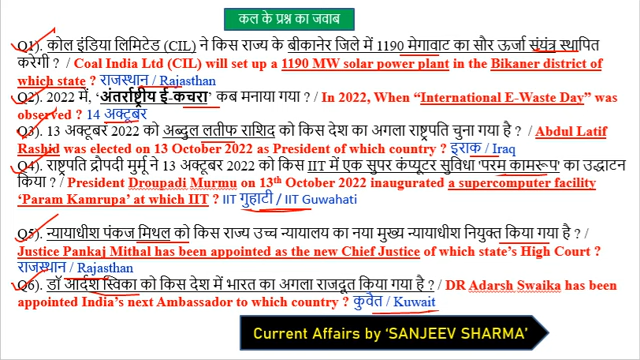 कल के प्रश्न का जवाब
Q1). कोल इंडिया लिमिटेड (CIL) ने किस राज्य के बीकानेर जिले में 1190 मेगावाट का सौर ऊर्जा संयंत्र स्थापित
करेगी ? / Coal India Ltd (CIL) will set up a 1190 MW solar power plant in the Bikaner district of
which state ? राजस्थान / Rajasthan
Q2). 2022 में, ‘अंतर्राष्ट्रीय ई-कचरा’ कब मनाया गया ? / In 2022, When “International E-Waste Day” was
observed ? 14 अक्टूबर
Q3). 13 अक्टूबर 2022 को अब्दुल लतीफ राशिद को किस देश का अगला राष्ट्रपति चुना गया है ? / Abdul Latif
Rashid was elected on 13 October 2022 as President of which country ? इराक / Iraq
Q4). राष्ट्रपति द्रौपदी मुर्मू ने 13 अक्टूबर 2022 को किस IIT में एक सुपर कंप्यूटर सुविधा ‘परम कामरूप’ का उद्घाटन
किया ? / President Droupadi Murmu on 13th October 2022 inaugurated a supercomputer facility
‘Param Kamrupa’ at which IIT ? IIT गुहाटी / IIT Guwahati
Q5). न्यायाधीश पंकज मिथल को किस राज्य उच्च न्यायालय का नया मुख्य न्यायाधीश नियुक्त किया गया है ? /
Justice Pankaj Mithal has been appointed as the new Chief Justice of which state’s High Court ?
राजस्थान / Rajasthan
Q6). डॉ आर्दश स्विका को किस देश में भारत का अगला राजदूत किया गया है ? / DR Adarsh Swaika has been
appointed India’s next Ambassador to which country ? कुवैत / Kuwait
Current Affairs by ‘SANJEEV SHARMA’